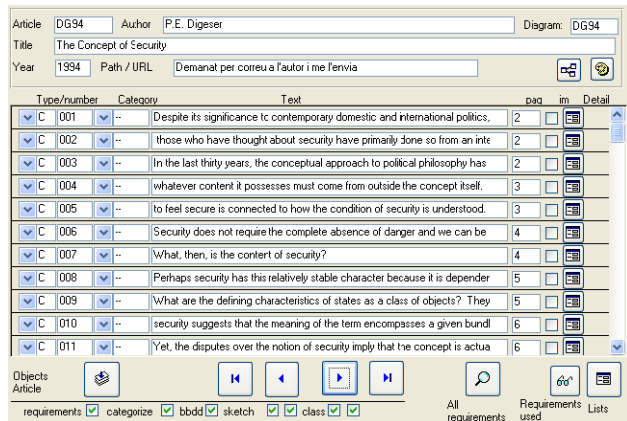 Article DG94 Author P.E. Digeser Diagram: DG94
Title The Concept of Security
Year 1994 Path / URL Demanat per correu a l'autor i me l'envia
Type/number Category Text pag im Detail
C 001 -- Despite its significance to contemporary domestic and international politics, 2
C 002 -- those who have thought about security have primarily done so from an inte 2
C 003 -- In the last thirty years, the conceptual approach to political philosophy has 2
C 004 -- whatever content it possesses must come from outside the concept itself. 3
C 005 -- to feel secure is connected to how the condition of security is understood. 3
C 006 -- Security does not require the complete absence of danger and we can be 4
C 007 -- What, then, is the content of security? 4
C 008 -- Perhaps security has this relatively stable character because it is depender 5
C 009 -- What are the defining characteristics of states as a class of objects? They 5
C 010 -- security suggests that the meaning of the term encompasses a given bundl 6
C 011 -- Yet, the disputes over the notion of security imply that the concept is actua 6
Objects
Article
requirements categorize bbdd sketch class
All
requirements
Requirements
used
Lists